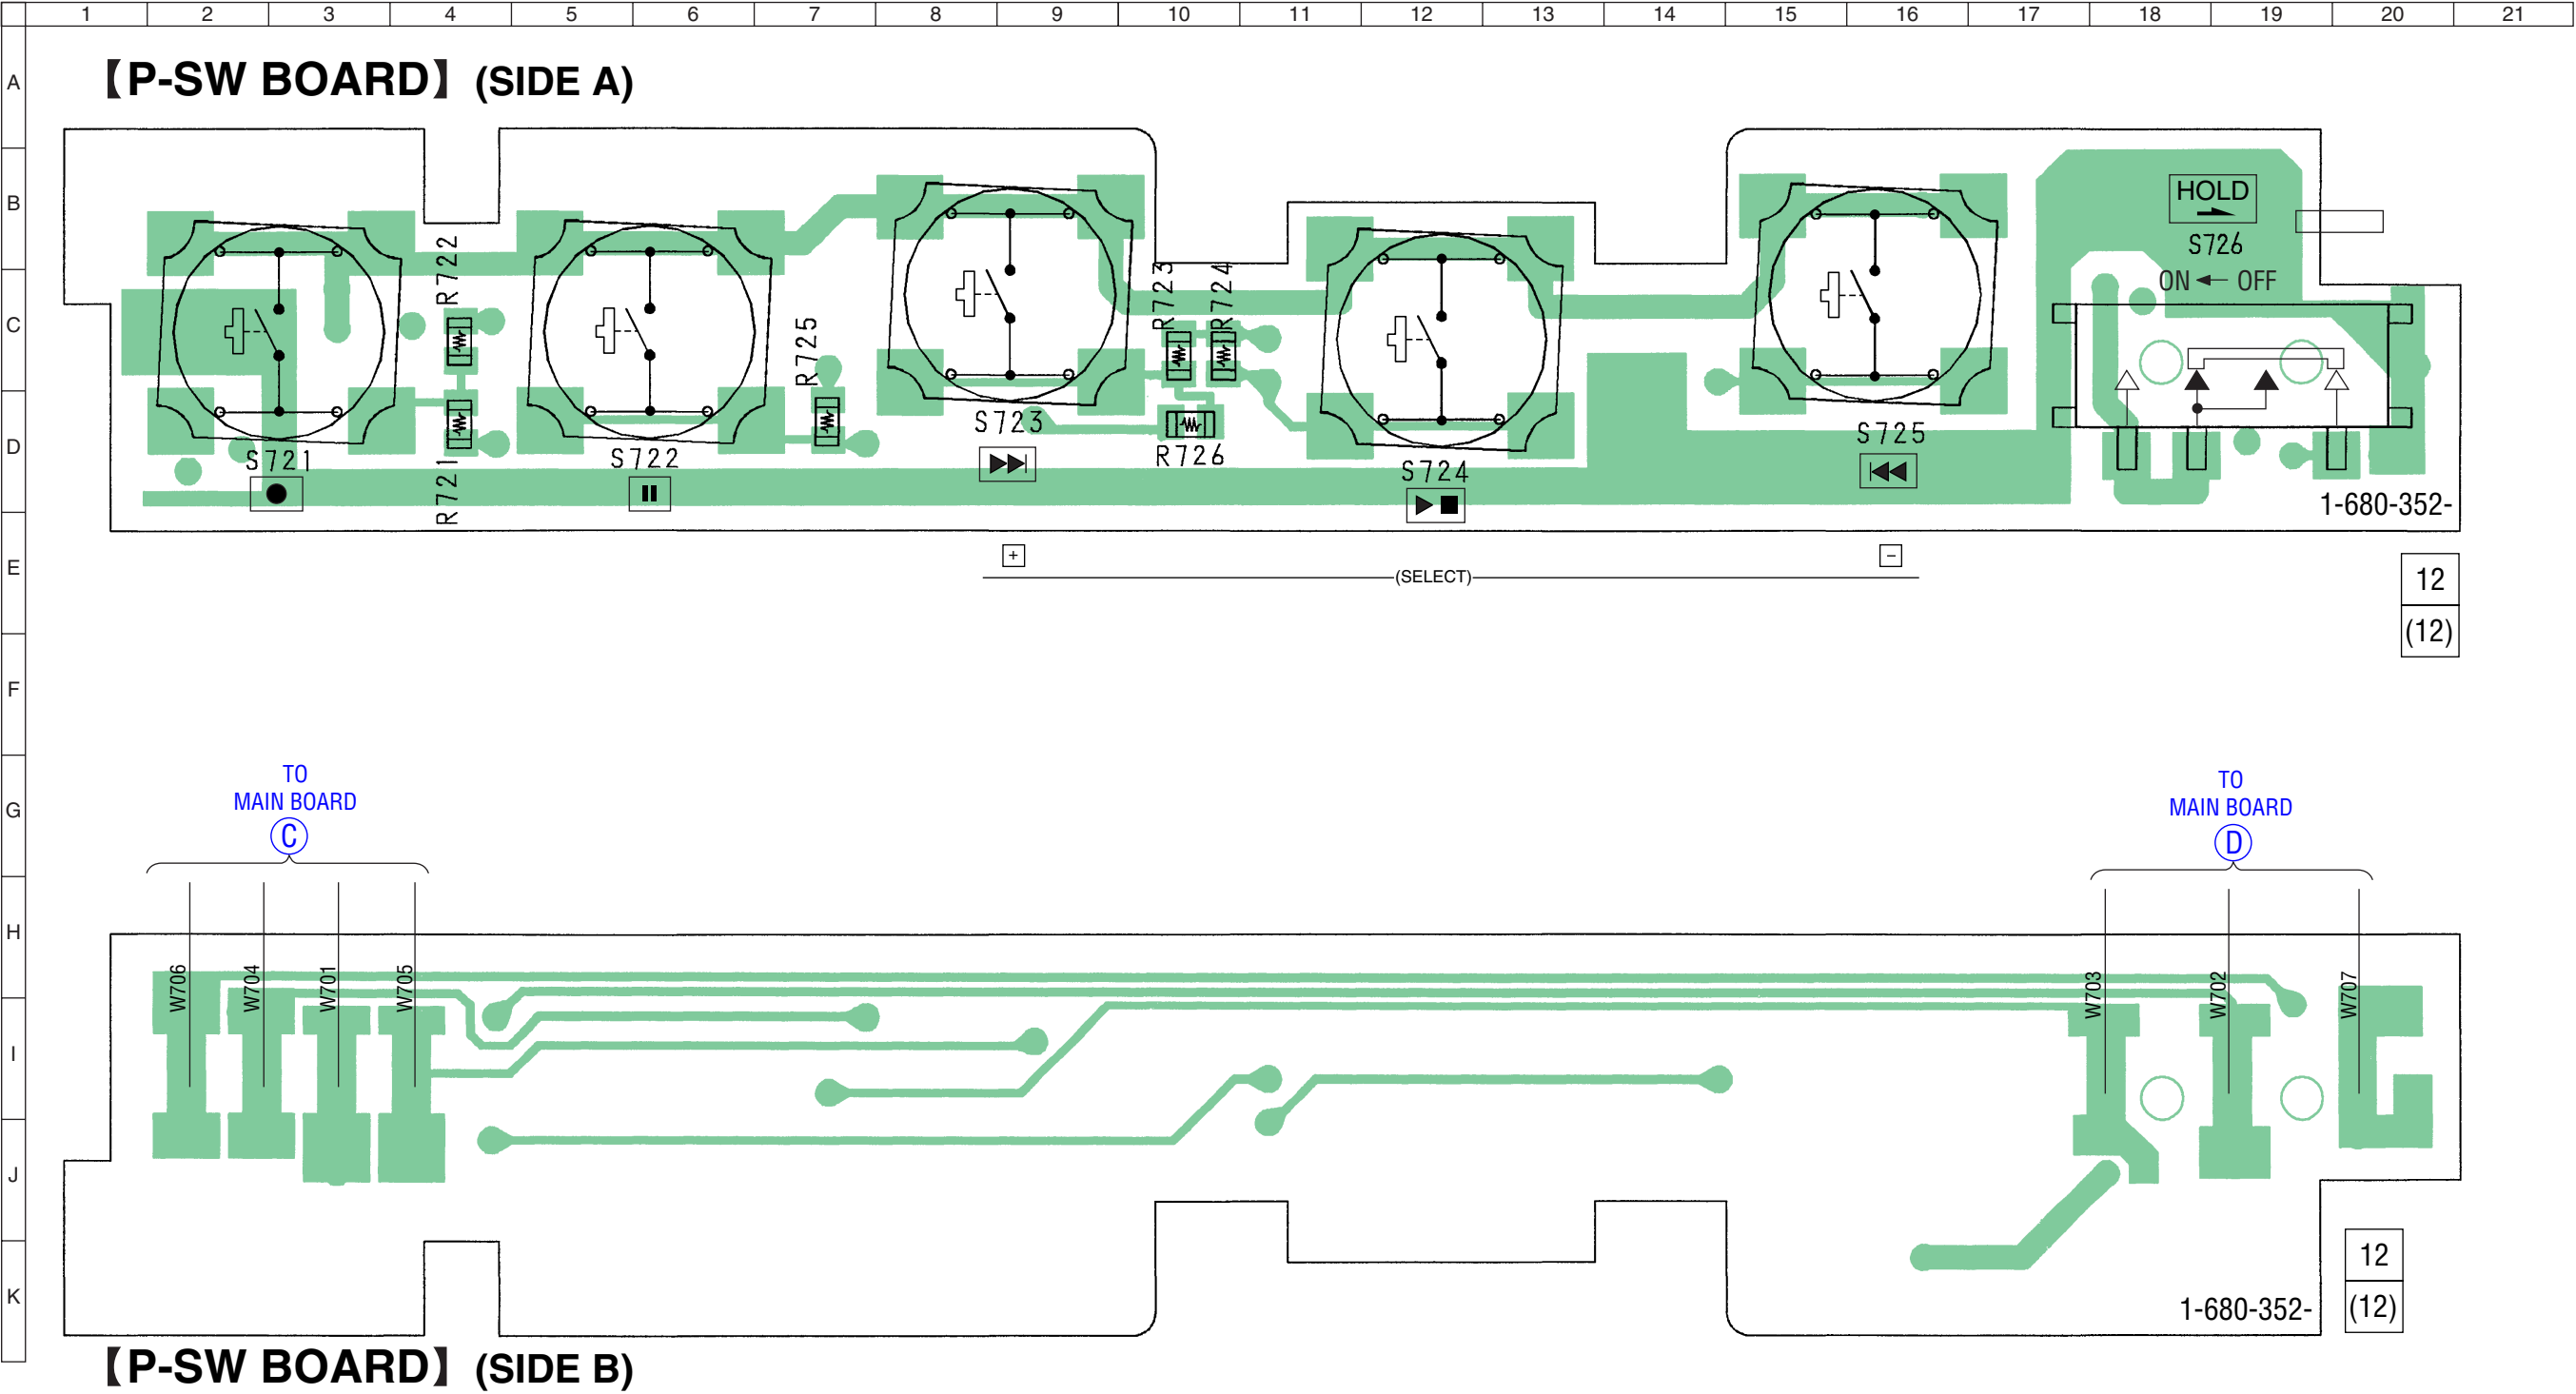 1 2 3 4 5 6 7 8 9 10 11 12 13 14 15 16 17 18 19 20 21
A
B
C
D
E
F
G
H
I
J
K
【P-SW BOARD】 (SIDE A)
HOLD
S726
ON ← OFF
R722
R723
R724
R725
S721
R721
S722
S723
R726
S724
S725
1-680-352-
+
−
(SELECT)
12
(12)
TO
MAIN BOARD
C
TO
MAIN BOARD
D
W706
W704
W701
W705
W703
W702
W707
12
(12)
1-680-352-
【P-SW BOARD】 (SIDE B)